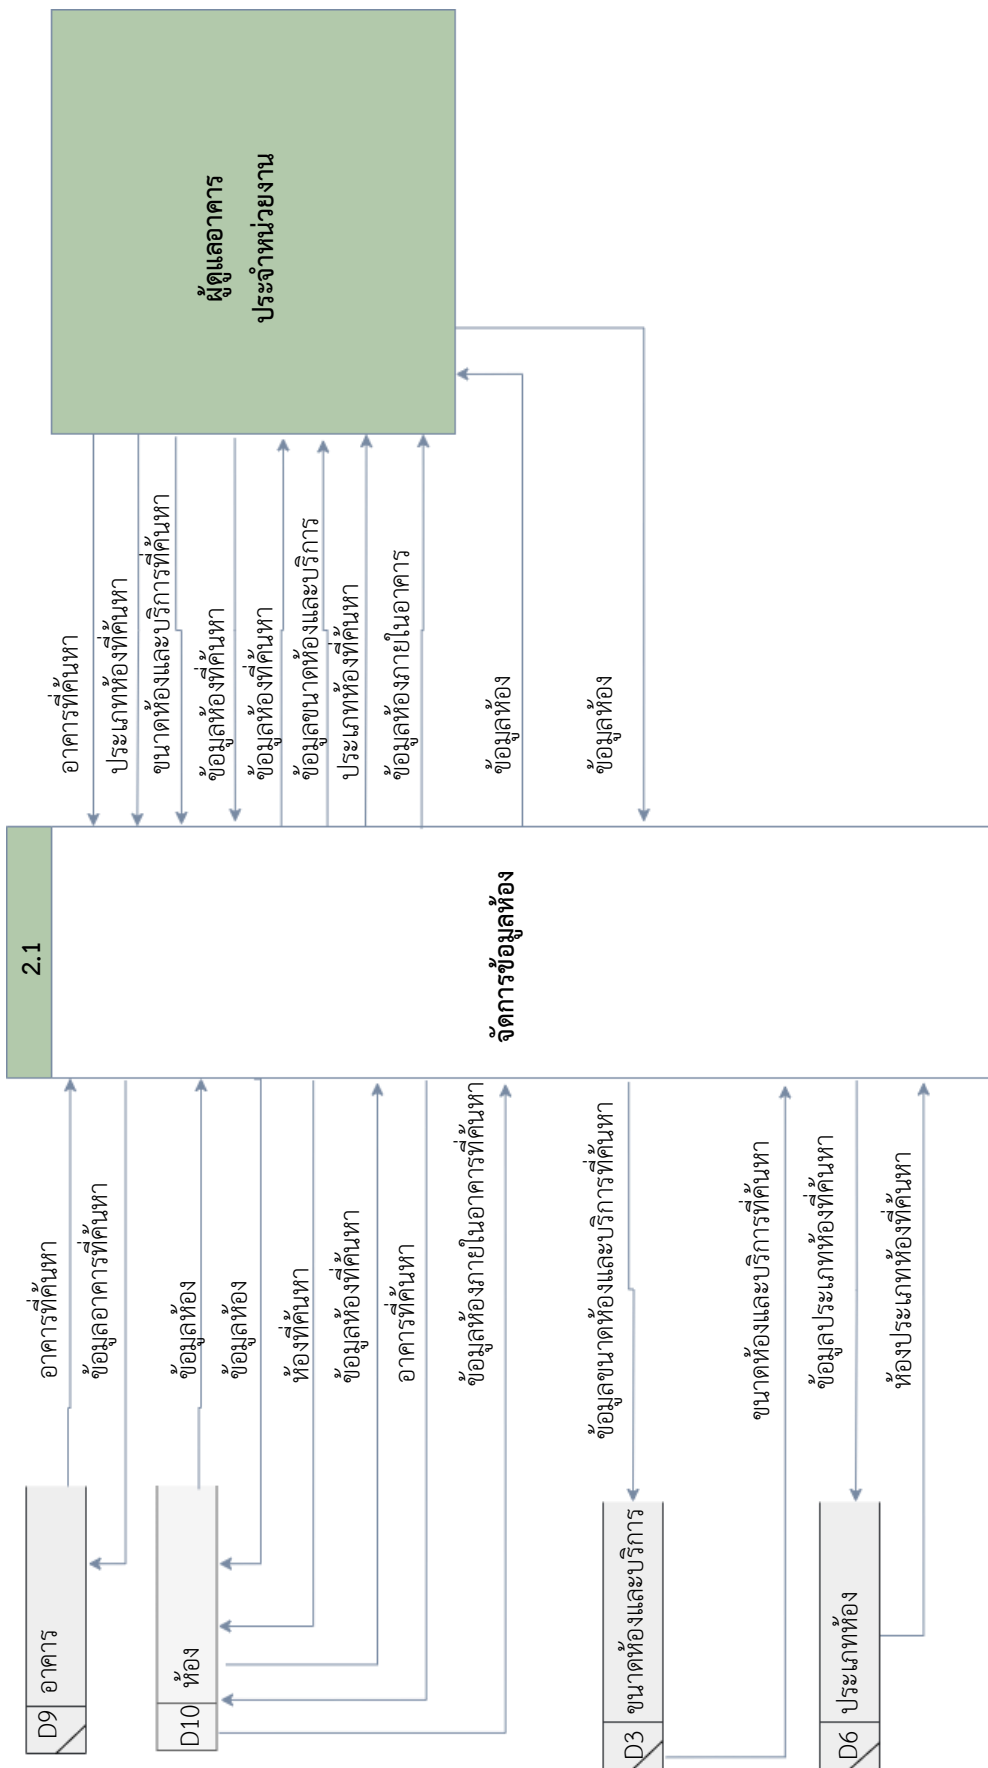 ผู้ดูแลอาคาร
ประจำหน่วยงาน
อาคารที่ค้นหา
ประเภทห้องที่ค้นหา
ขนาดห้องและบริการที่ค้นหา
ข้อมูลห้องที่ค้นหา
ข้อมูลห้องที่ค้นหา
ข้อมูลขนาดห้องและบริการ
ประเภทห้องที่ค้นหา
ข้อมูลห้องภายในอาคาร
ข้อมูลห้อง
ข้อมูลห้อง
2.1
จัดการข้อมูลห้อง
อาคารที่ค้นหา
ข้อมูลอาคารที่ค้นหา
ข้อมูลห้อง
ข้อมูลห้อง
ห้องที่ค้นหา
ข้อมูลห้องที่ค้นหา
อาคารที่ค้นหา
ข้อมูลห้องภายในอาคารที่ค้นหา
ข้อมูลขนาดห้องและบริการที่ค้นหา
ขนาดห้องและบริการที่ค้นหา
ข้อมูลประเภทห้องที่ค้นหา
ห้องประเภทห้องที่ค้นหา
D9 อาคาร
D10 ห้อง
D3 ขนาดห้องและบริการ
D6 ประเภทห้อง